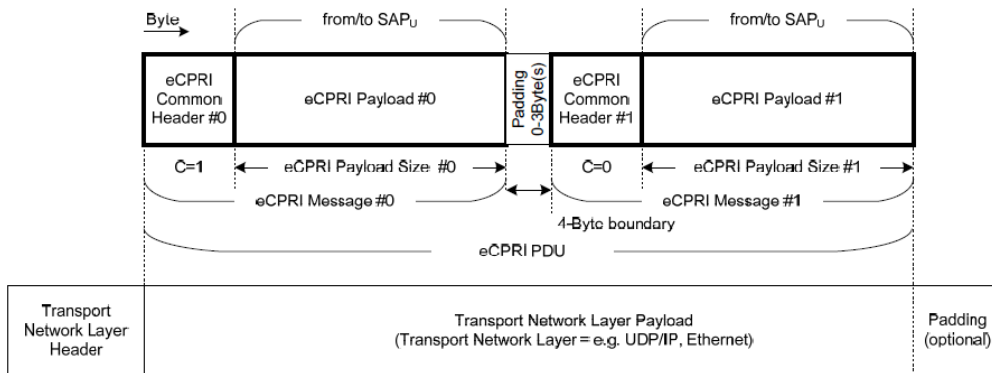 Byte
from/to SAPU
from/to SAPU
eCPRI
Common
Header #0
eCPRI Payload #0
Padding
0-3Byte(s)
eCPRI
Common
Header #1
eCPRI Payload #1
C=1
eCPRI Payload Size #0
C=0
eCPRI Payload Size #1
eCPRI Message #0
eCPRI Message #1
4-Byte boundary
eCPRI PDU
Transport
Network Layer
Header
Transport Network Layer Payload
(Transport Network Layer = e.g. UDP/IP, Ethernet)
Padding
(optional)